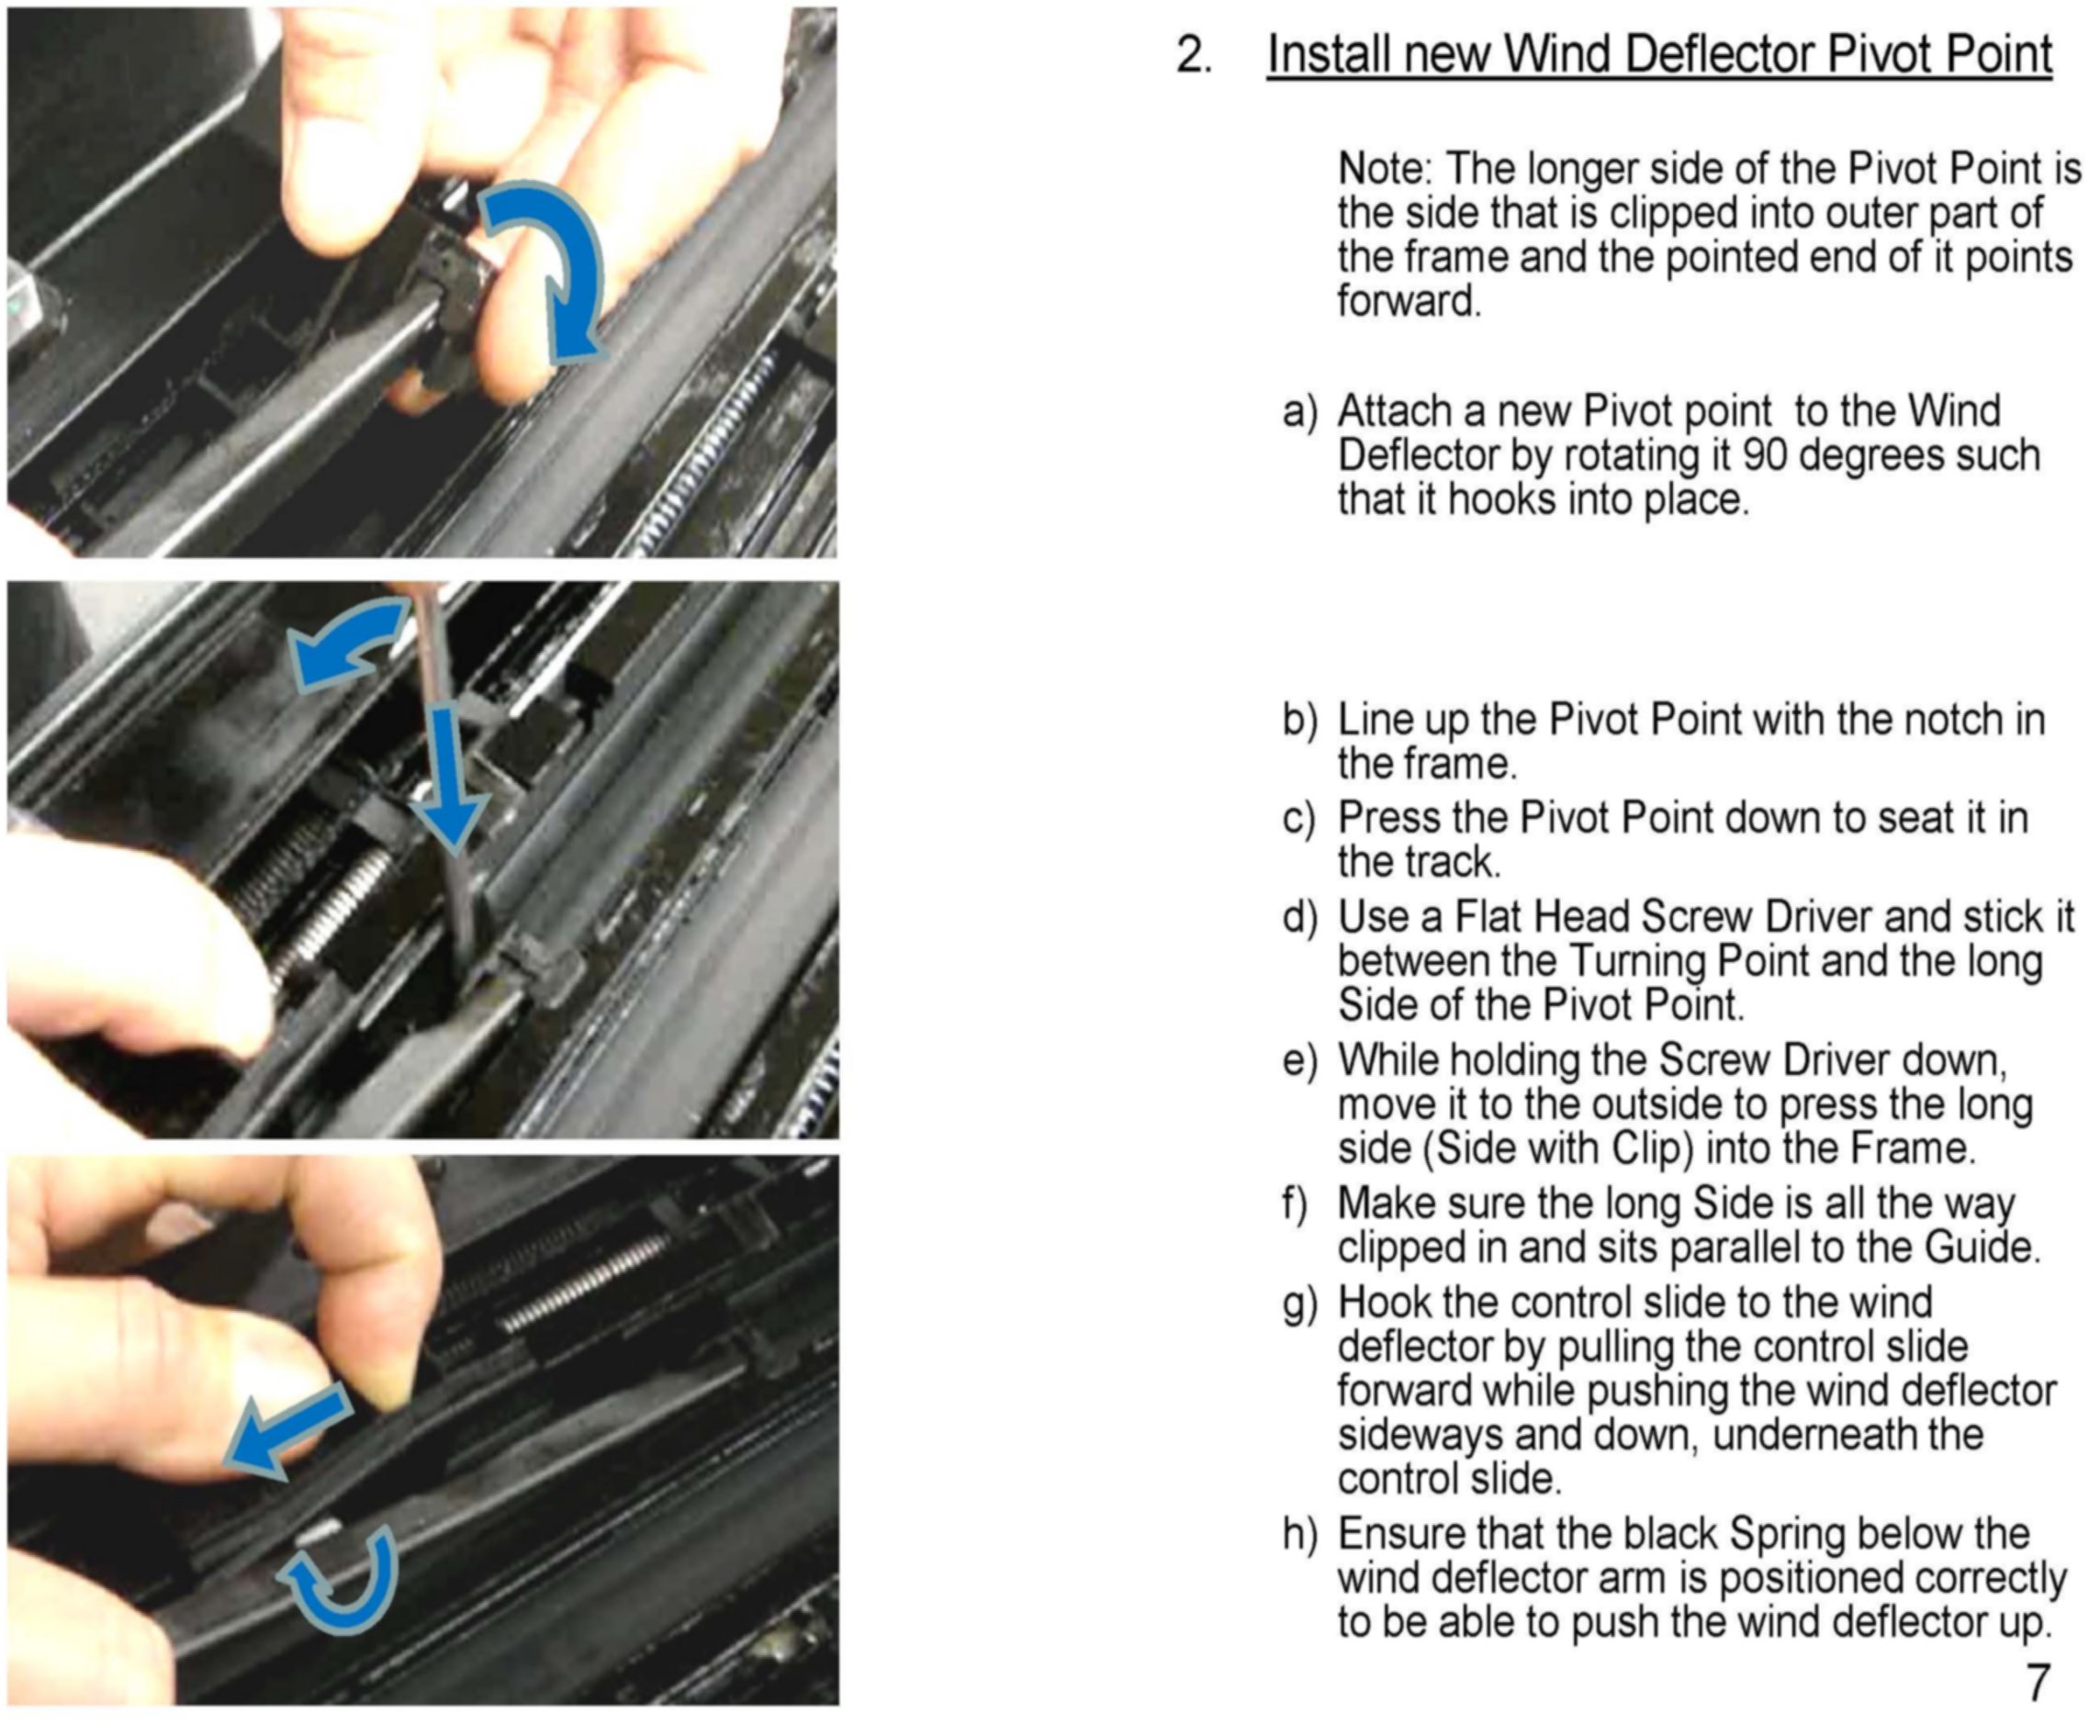 2. Install new Wind Deflector Pivot Point
Note: The longer side of the Pivot Point is
the side that is clipped into outer part of
the frame and the pointed end of it points
forward.
a) Attach a new Pivot point  to the Wind
Deflector by rotating it 90 degrees such
that it hooks into place.
b) Line up the Pivot Point with the notch in
the frame.
c) Press the Pivot Point down to seat it in
the track.
d) Use a Flat Head Screw Driver and stick it
between the Turning Point and the long
Side of the Pivot Point.
e) While holding the Screw Driver down,
move it to the outside to press the long
side (Side with Clip) into the Frame.
f) Make sure the long Side is all the way
clipped in and sits parallel to the Guide.
g) Hook the control slide to the wind
deflector by pulling the control slide
forward while pushing the wind deflector
sideways and down, underneath the
control slide.
h) Ensure that the black Spring below the
wind deflector arm is positioned correctly
to be able to push the wind deflector up.
7